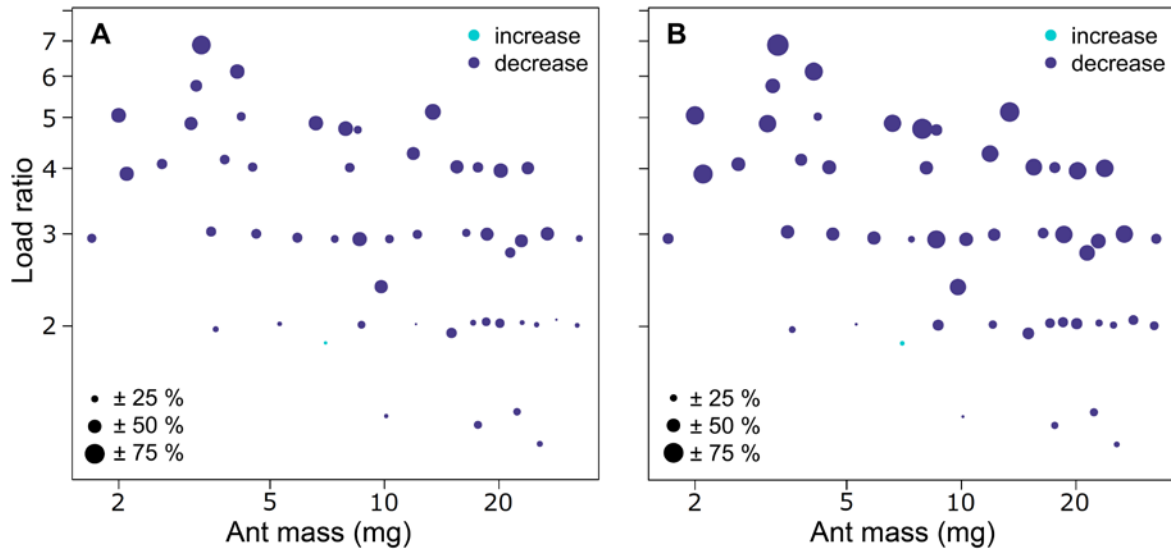 A
increase
decrease
7
6
5
4
3
2
Load ratio
± 25 %
± 50 %
± 75 %
2
5
10
20
Ant mass (mg)
B
increase
decrease
± 25 %
± 50 %
± 75 %
2
5
10
20
Ant mass (mg)